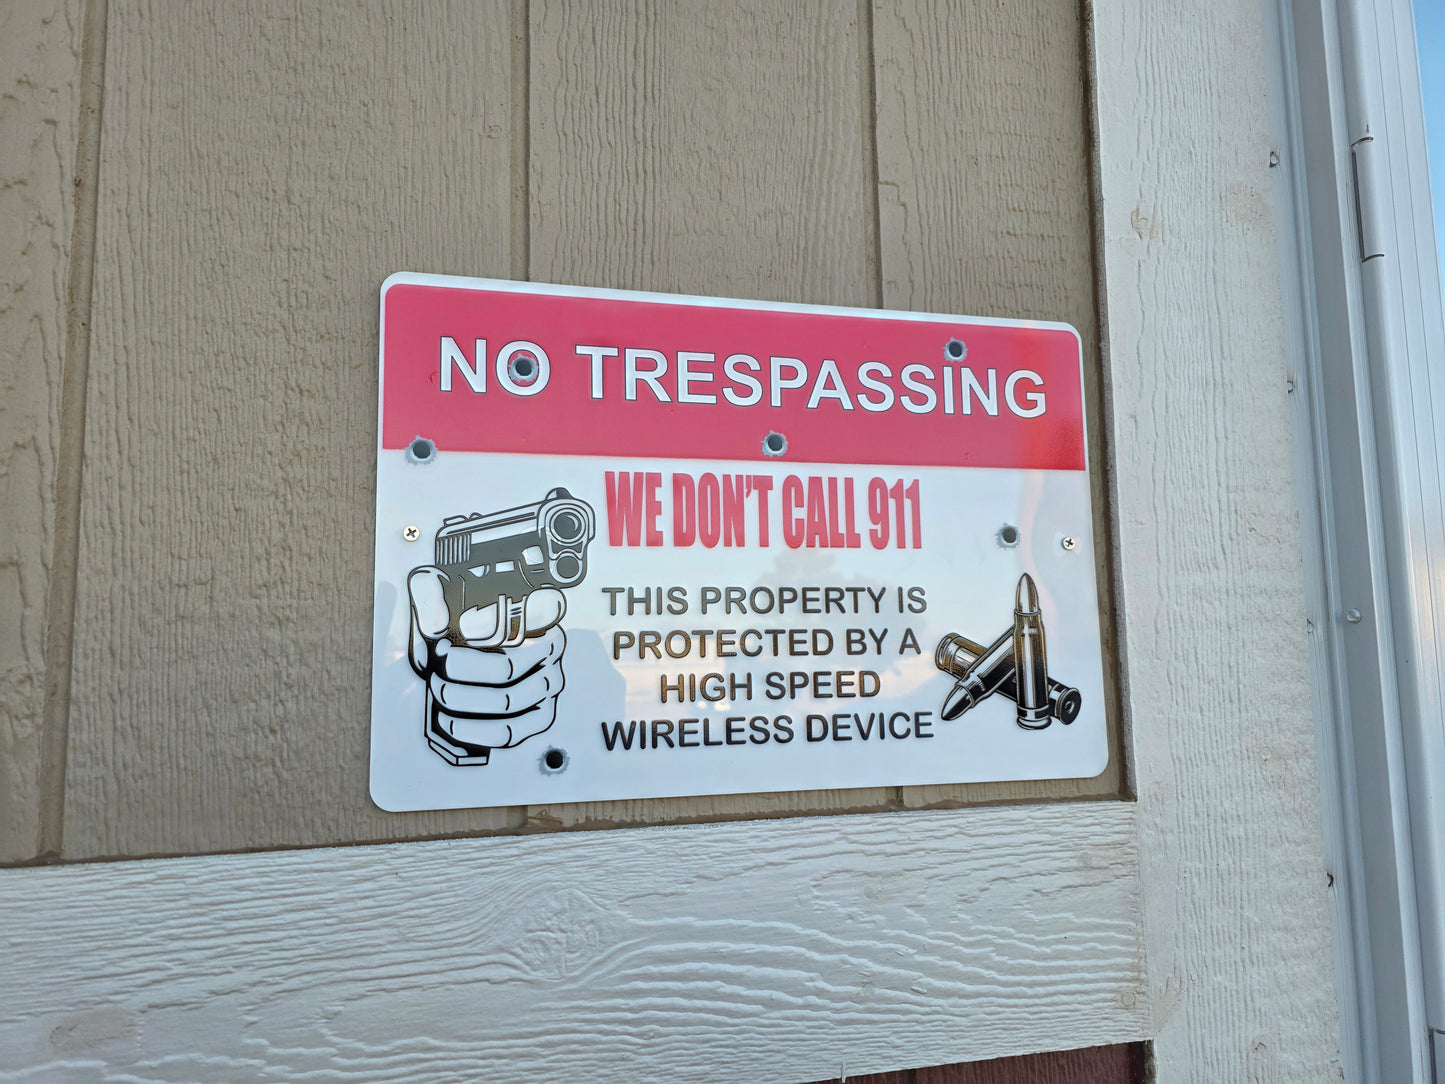 NO TRESPASSING
WE DON'T CALL 911
THIS PROPERTY IS
PROTECTED BY A
HIGH SPEED
WIRELESS DEVICE